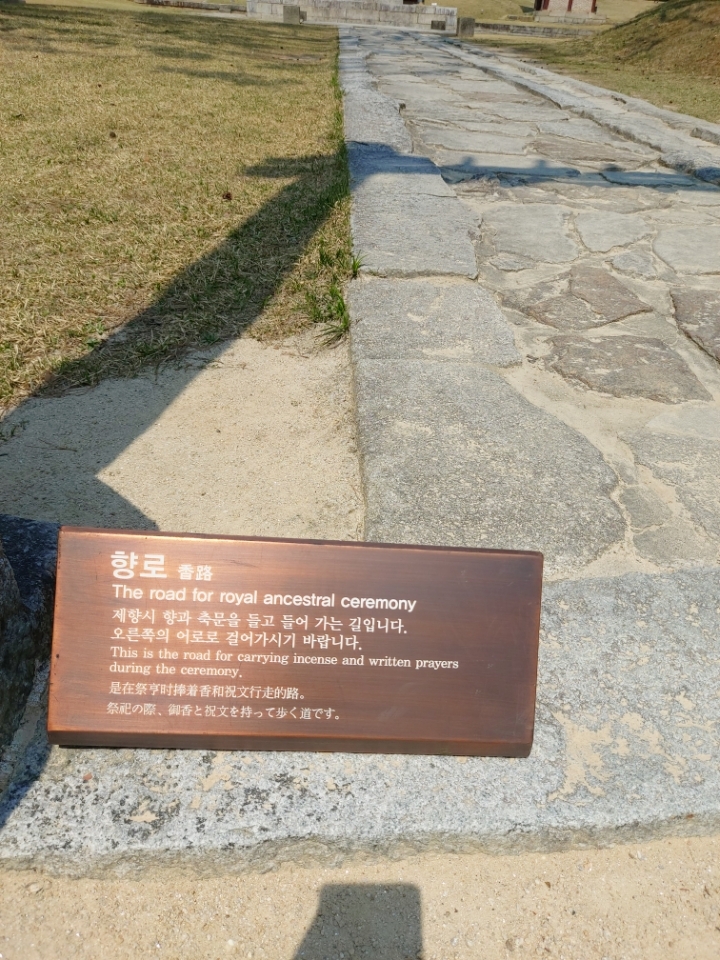 향로 香路
The road for royal ancestral ceremony
제향시 향과 축문을 들고 들어 가는 길입니다.
오른쪽의 어로로 걸어가시기 바랍니다.
This is the road for carrying incense and written prayers
during the ceremony.
是在祭亨时捧着香和祝文行走的路。
祭祀の際、御香と祝文を持って歩く道です。